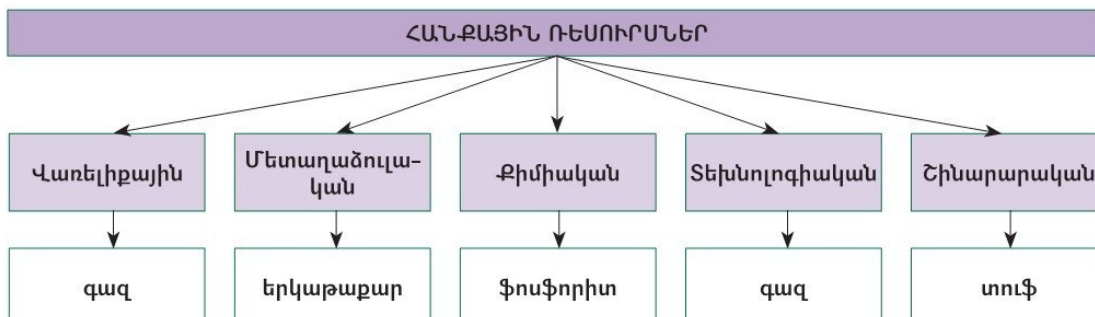 ՀԱՆՔԱՅԻՆ ՌԵՍՈՒՐՍՆԵՐ
Վառելիքային
Մետաղաձուլա-
կան
Քիմիական
Տեխնոլոգիական
Շինարարական
գազ
երկաթաքար
ֆոսֆորիտ
գազ
տուֆ